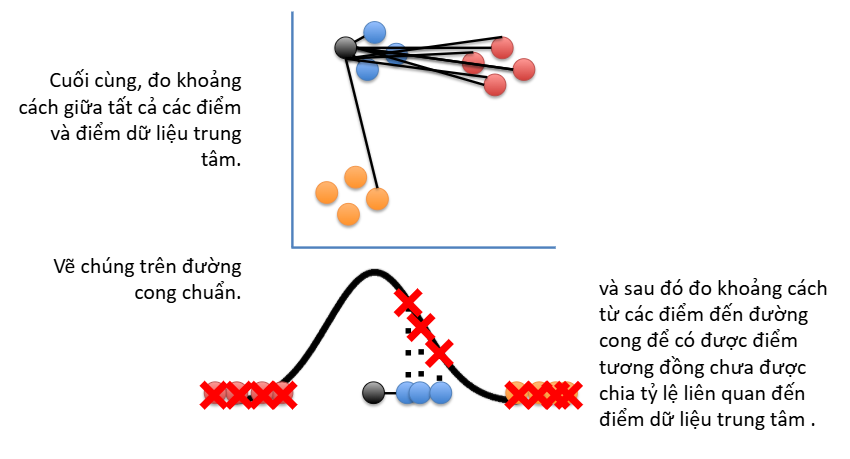 Cuối cùng, đo khoảng
cách giữa tất cả các điểm
và điểm dữ liệu trung
tâm.
Vẽ chúng trên đường
cong chuẩn.
và sau đó đo khoảng cách
từ các điểm đến đường
cong để có được điểm
tương đồng chưa được
chia tỷ lệ liên quan đến
điểm dữ liệu trung tâm .